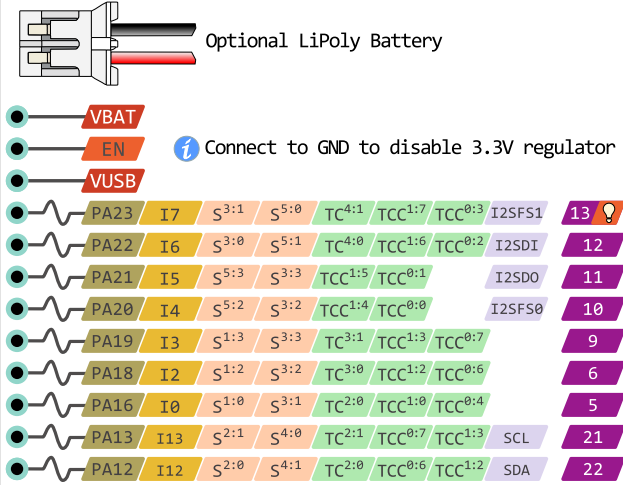 Optional LiPoly Battery
VBAT
EN Connect to GND to disable 3.3V regulator
VUSB
PA23 I7 S3:1 S5:0 TC4:1 TCC1:7 TCC0:3 I2SFS1 13
PA22 I6 S3:0 S5:1 TC4:0 TCC1:6 TCC0:2 I2SDI 12
PA21 I5 S5:3 S3:3 TCC1:5 TCC0:1 I2SDO 11
PA20 I4 S5:2 S3:2 TCC1:4 TCC0:0 I2SFS0 10
PA19 I3 S1:3 S3:3 TC3:1 TCC1:3 TCC0:7 9
PA18 I2 S1:2 S3:2 TC3:0 TCC1:2 TCC0:6 6
PA16 I0 S1:0 S3:1 TC2:0 TCC1:0 TCC0:4 5
PA13 I13 S2:1 S4:0 TC2:1 TCC0:7 TCC1:3 SCL 21
PA12 I12 S2:0 S4:1 TC2:0 TCC0:6 TCC1:2 SDA 22